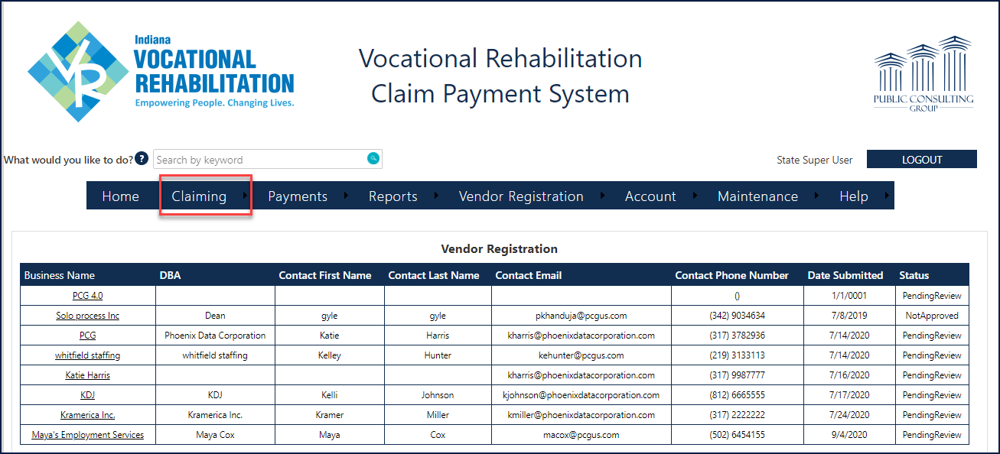 Indiana
VOCATIONAL
REHABILITATION
Empowering People. Changing Lives.
VR
Vocational Rehabilitation
Claim Payment System
PUBLIC CONSULTING
GROUP
What would you like to do? ? Search by keyword State Super User LOGOUT
Home Claiming Payments Reports Vendor Registration Account Maintenance Help
Vendor Registration
Business Name DBA Contact First Name Contact Last Name Contact Email Contact Phone Number Date Submitted Status
PCG 4.0 () 1/1/0001 PendingReview
Solo process Inc Dean gyle gyle pkhanduja@pcgus.com (342) 9034634 7/8/2019 NotApproved
PCG Phoenix Data Corporation Katie Harris kharris@phoenixdatacorporation.com (317) 3782936 7/14/2020 PendingReview
whitfield staffing whitfield staffing Kelley Hunter kehunter@pcgus.com (219) 3133113 7/14/2020 PendingReview
Katie Harris kharris@phoenixdatacorporation.com (317) 9987777 7/16/2020 PendingReview
KDJ KDJ Kelli Johnson kjohnson@phoenixdatacorporation.com (812) 6665555 7/17/2020 PendingReview
Kramerica Inc. Kramerica Inc. Kramer Miller kmiller@phoenixdatacorporation.com (317) 2222222 7/24/2020 PendingReview
Maya's Employment Services Maya Cox Maya Cox macox@pcgus.com (502) 6454155 9/4/2020 PendingReview